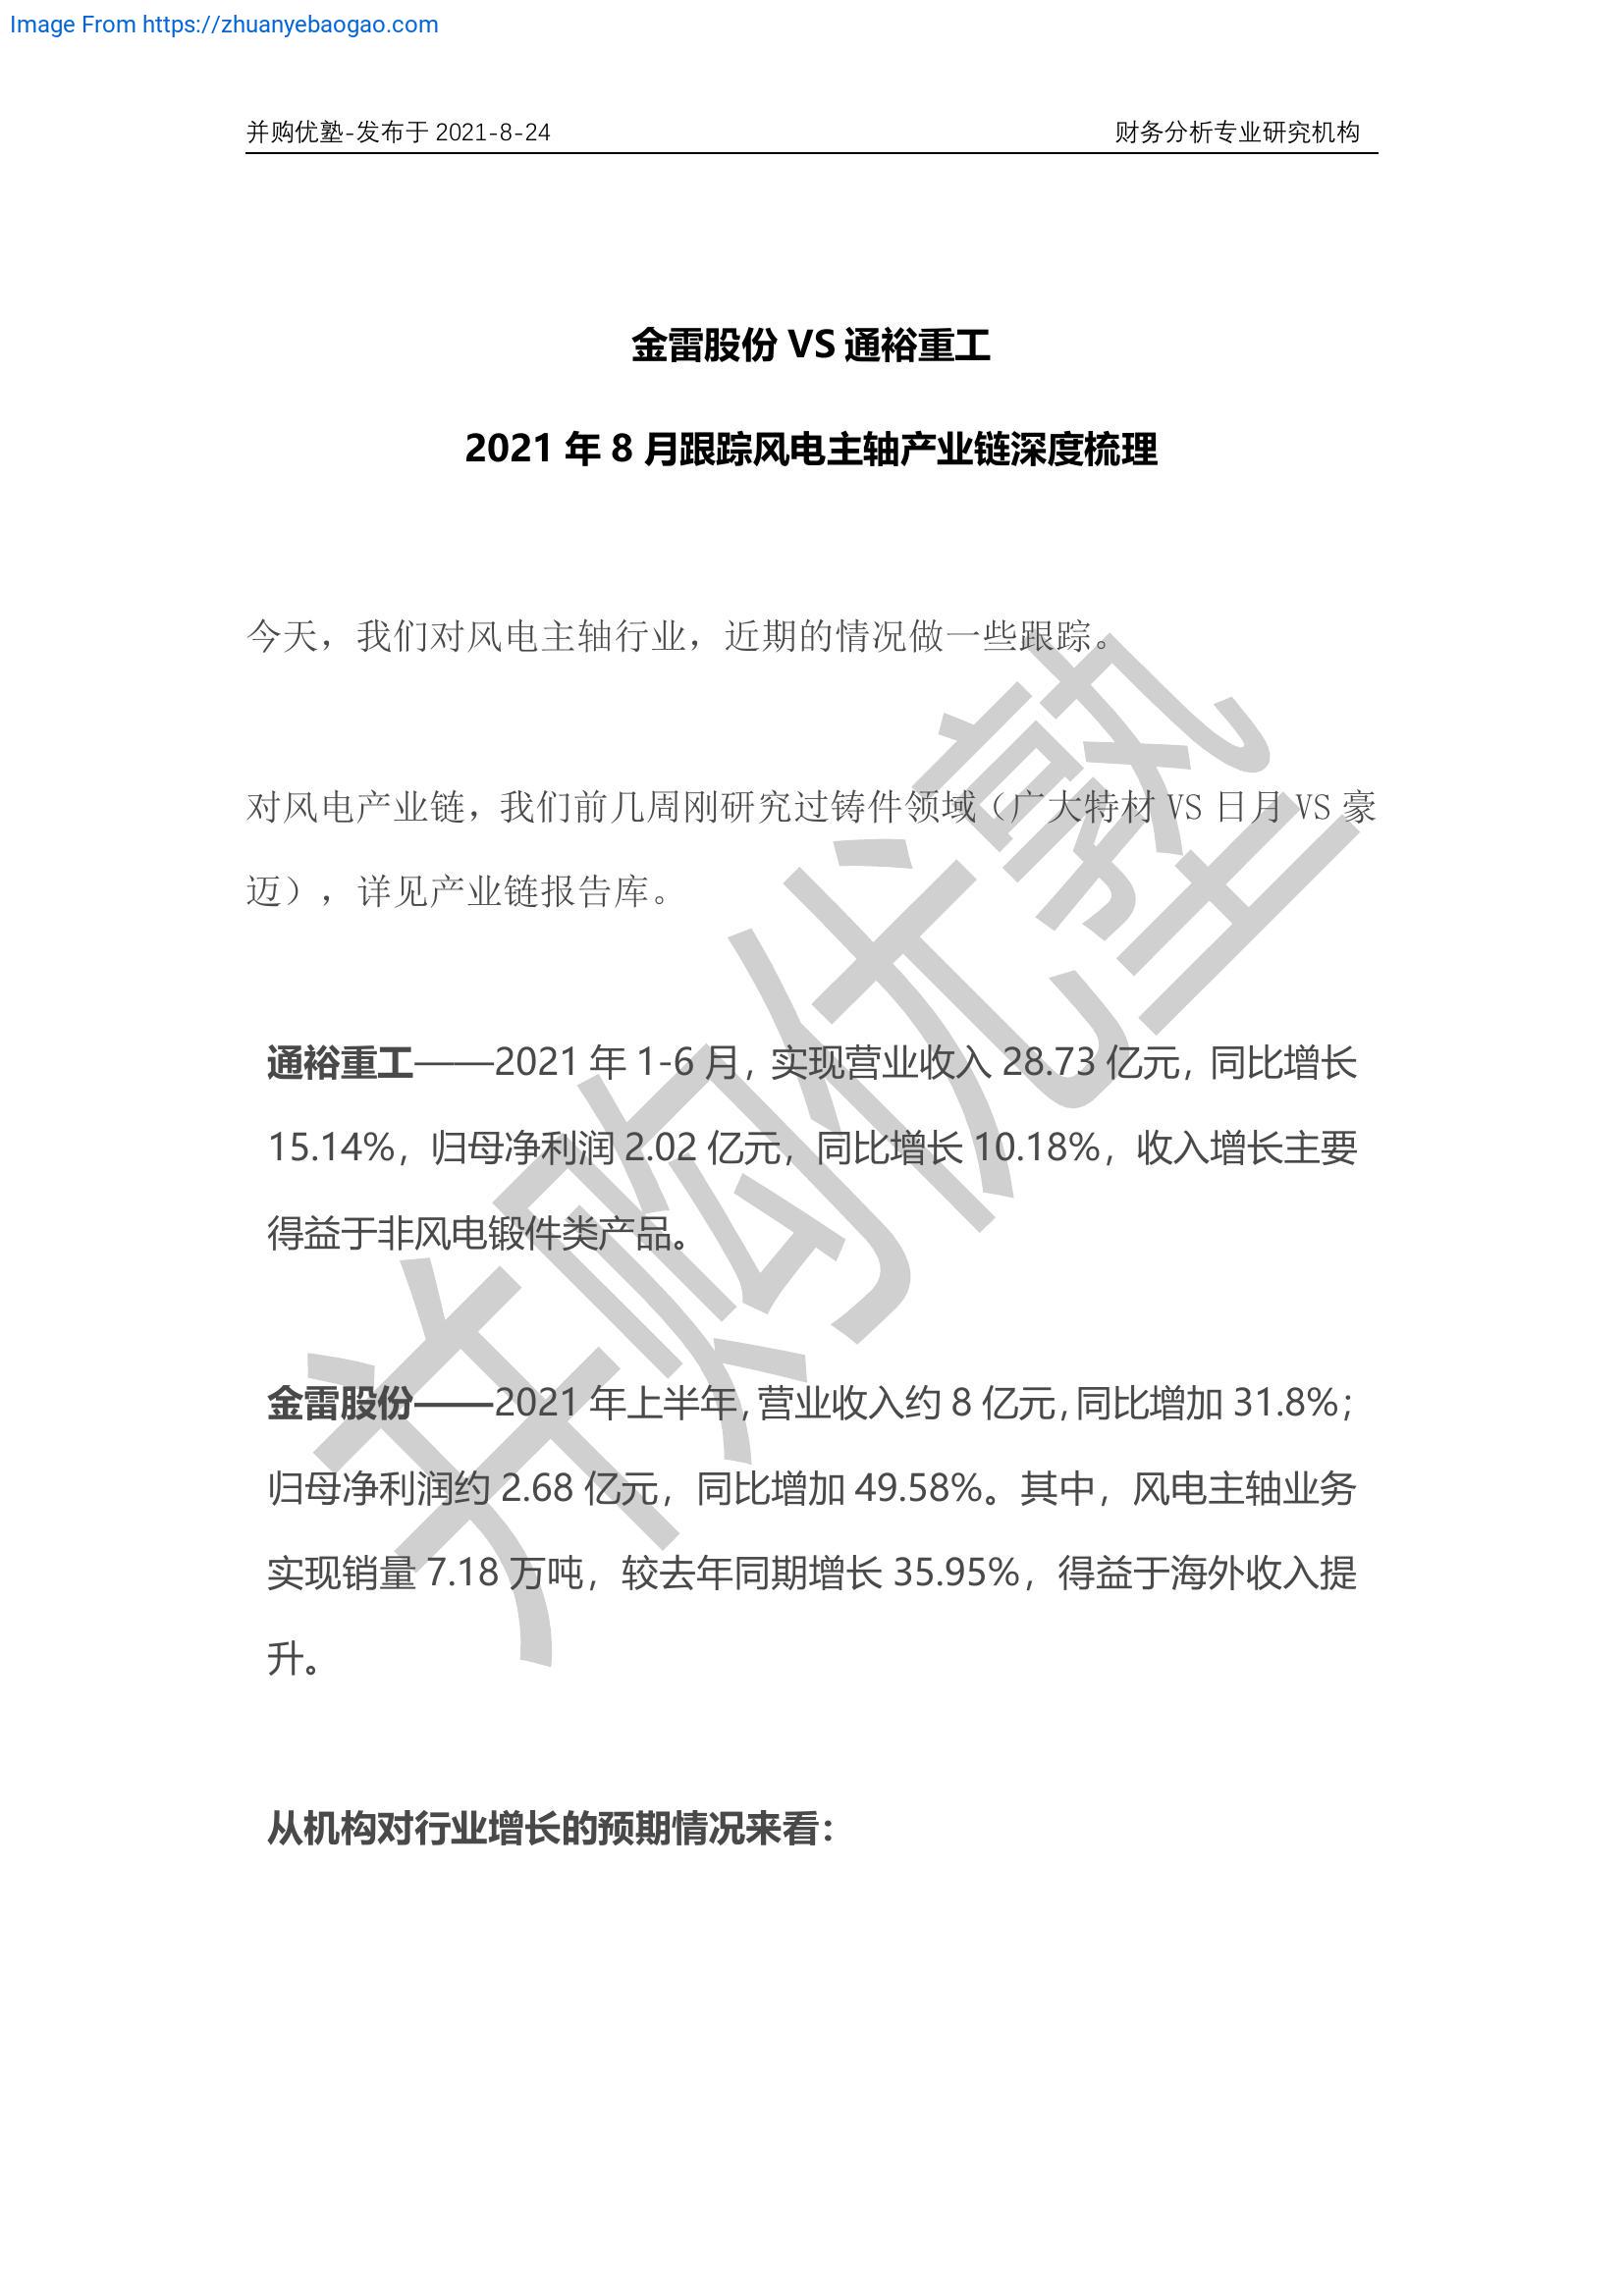 Image From https://zhuanyebaogao.com
并购优塾-发布于 2021-8-24 财务分析专业研究机构
金雷股份 VS 通裕重工
2021 年 8 月跟踪风电主轴产业链深度梳理
今天，我们对风电主轴行业，近期的情况做一些跟踪。
对风电产业链，我们前几周刚研究过铸件领域（广大特材 VS 日月 VS 豪
迈），详见产业链报告库。
通裕重工——2021 年 1-6 月，实现营业收入 28.73 亿元，同比增长
15.14%，归母净利润 2.02 亿元，同比增长 10.18%，收入增长主要
得益于非风电锻件类产品。
金雷股份——2021 年上半年，营业收入约 8 亿元，同比增加 31.8%；
归母净利润约 2.68 亿元，同比增加 49.58%。其中，风电主轴业务
实现销量 7.18 万吨，较去年同期增长 35.95%，得益于海外收入提
升。
从机构对行业增长的预期情况来看：
并购优塾